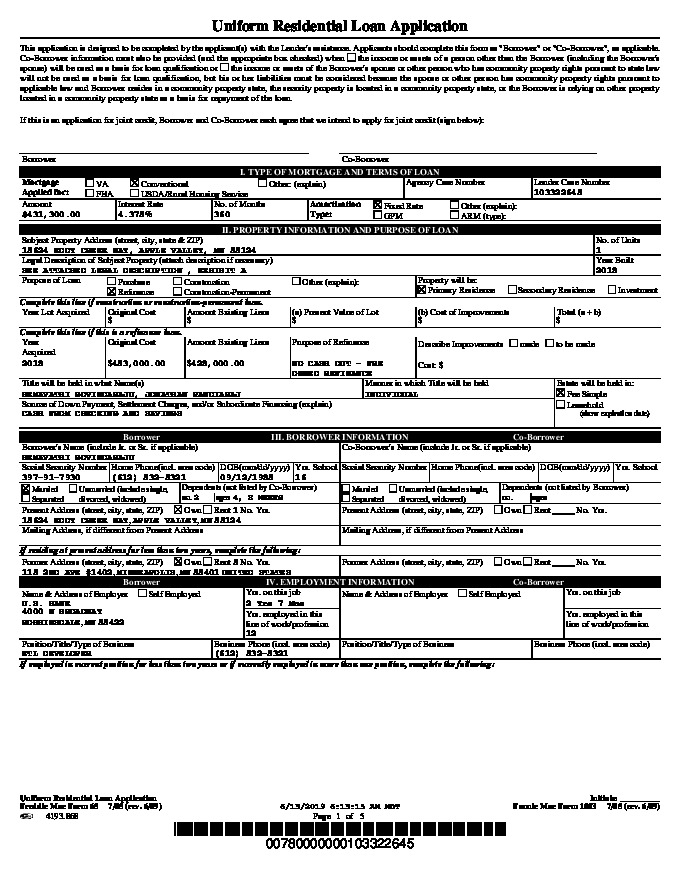 Uniform Residential Loan Application
This application is designed to be completed by the applicant(s) with the Lender's assistance. Applicants should complete this form as "Borrower" or "Co-Borrower", as applicable.
Co-Borrower information must also be provided (and the appropriate box checked) when ☐ the income or assets of a person other than the Borrower (including the Borrower's
spouse) will be used as a basis for loan qualification or ☐ the income or assets of the Borrower's spouse or other person who has community property rights pursuant to state law
will not be used as a basis for loan qualification, but his or her liabilities must be considered because the spouse or other person has community property rights pursuant to
applicable law and Borrower resides in a community property state, the security property is located in a community property state, or the Borrower is relying on other property
located in a community property state as a basis for repayment of the loan.
If this is an application for joint credit, Borrower and Co-Borrower each agree that we intend to apply for joint credit (sign below):
Borrower Co-Borrower
I. TYPE OF MORTGAGE AND TERMS OF LOAN
Mortgage ☐ VA ☒ Conventional ☐ Other: (explain) Agency Case Number Lender Case Number
Applied for: ☐ FHA ☐ USDA/Rural Housing Service 103322645
Amount Interest Rate No. of Months Amortization ☒ Fixed Rate ☐ Other (explain):
$431,300.00 4.375% 360 Type: ☐ GPM ☐ ARM (type):
II. PROPERTY INFORMATION AND PURPOSE OF LOAN
Subject Property Address (street, city, state & ZIP) No. of Units
APPLE VALLEY, MN 55124 1
Legal Description of Subject Property (attach description if necessary) Year Built
SEE ATTACHED LEGAL DESCRIPTION, EXHIBIT A 2018
Purpose of Loan ☐ Purchase ☐ Construction ☐ Other (explain): Property will be:
☒ Refinance ☐ Construction-Permanent ☒ Primary Residence ☐ Secondary Residence ☐ Investment
Complete this line if construction or construction-permanent loan.
Year Lot Acquired Original Cost Amount Existing Liens (a) Present Value of Lot (b) Cost of Improvements Total (a + b)
$ $ $ $ $
Complete this line if this is a refinance loan.
Year Original Cost Amount Existing Liens Purpose of Refinance Describe Improvements ☐ made ☐ to be made
Acquired
2018 $453,000.00 $428,000.00 NO CASH OUT - Cost: $
Title will be held in what Name(s) Manner in which Title will be held Estate will be held in:
INDIVIDUAL ☒ Fee Simple
Source of Down Payment, Settlement Charges, and/or Subordinate Financing (explain) ☐ Leasehold
CASH FROM CHECKING AND SAVINGS (show expiration date)
Borrower III. BORROWER INFORMATION Co-Borrower
Borrower's Name (include Jr. or Sr. if applicable) Co-Borrower's Name (include Jr. or Sr. if applicable)
Social Security Number Home Phone(incl. area code) DOB(mm/dd/yyyy) Yrs. School Social Security Number Home Phone(incl. area code) DOB(mm/dd/yyyy) Yrs. School
397-91-7930 (612) 532-5321 09/12/1985 16
☒ Married ☐ Unmarried (include single, Dependents (not listed by Co-Borrower) ☐ Married ☐ Unmarried (include single, Dependents (not listed by Borrower)
☐ Separated divorced, widowed) no. 2 ages 4, ☐ Separated divorced, widowed) no. ages
Present Address (street, city, state, ZIP) ☒ Own ☐ Rent 1 No. Yrs. Present Address (street, city, state, ZIP) ☐ Own ☐ Rent _____ No. Yrs.
APPLE VALLEY,MN 55124
Mailing Address, if different from Present Address Mailing Address, if different from Present Address
If residing at present address for less than two years, complete the following:
Former Address (street, city, state, ZIP) ☒ Own ☐ Rent No. Yrs. Former Address (street, city, state, ZIP) ☐ Own ☐ Rent _____ No. Yrs.
#1402,MINNEAPOLIS,MN 55401 UNITED STATES
Borrower IV. EMPLOYMENT INFORMATION Co-Borrower
Name & Address of Employer ☐ Self Employed Yrs. on this job Name & Address of Employer ☐ Self Employed Yrs. on this job
U.S. BANK 2 Yrs 7 Mos
4000 W BROADWAY Yrs. employed in this Yrs. employed in this
ROBBINSDALE,MN 55422 line of work/profession line of work/profession
12
Position/Title/Type of Business Business Phone (incl. area code) Position/Title/Type of Business Business Phone (incl. area code)
ETL DEVELOPER (612) 532-5321
If employed in current position for less than two years or if currently employed in more than one position, complete the following:
Uniform Residential Loan Application Initials: ________
Freddie Mac Form 65 7/05 (rev. 6/09) 6/13/2019 6:13:15 AM MDT Fannie Mae Form 1003 7/05 (rev. 6/09)
4193.868 Page 1 of 5
00780000000103322645